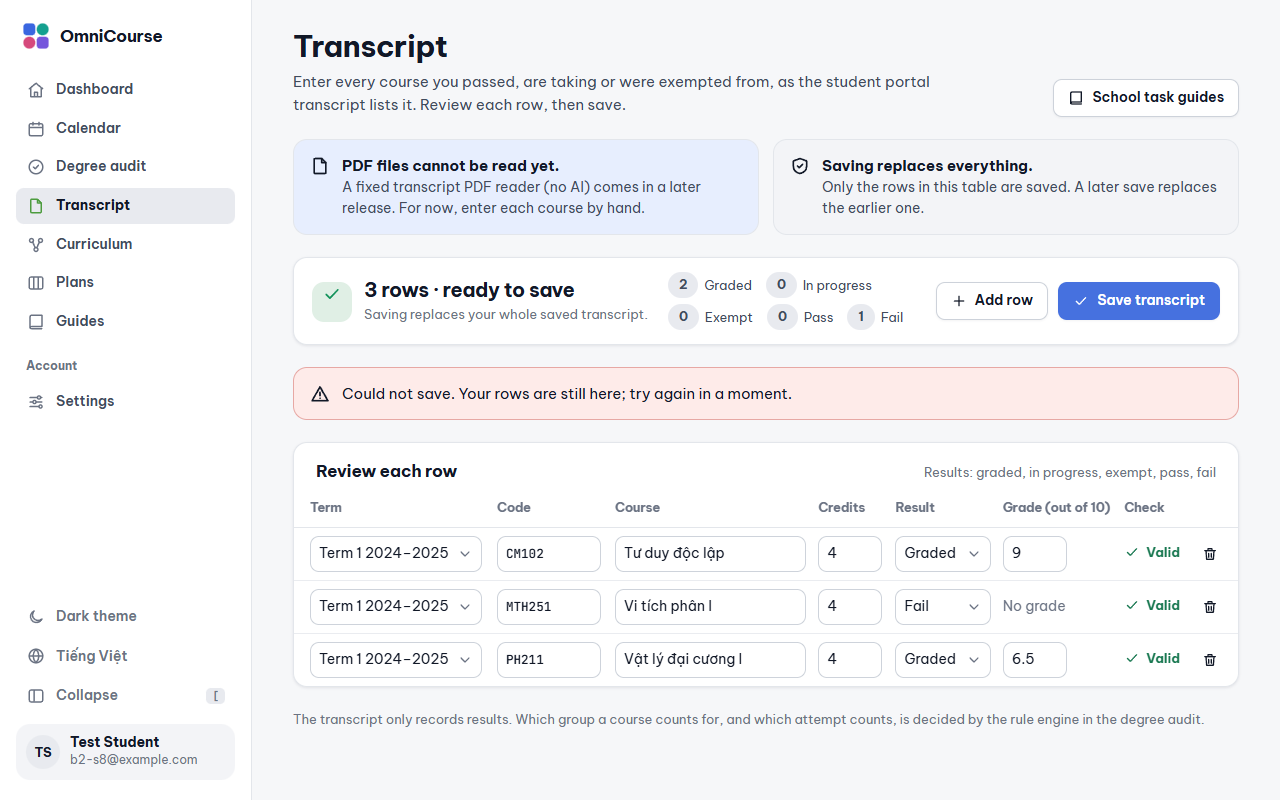 OmniCourse
Dashboard
Calendar
Degree audit
Transcript
Curriculum
Plans
Guides
Account
Settings
Dark theme
Tiếng Việt
Collapse [
TS
Test Student
b2-s8@example.com
Transcript
Enter every course you passed, are taking or were exempted from, as the student portal
transcript lists it. Review each row, then save.
School task guides
PDF files cannot be read yet.
A fixed transcript PDF reader (no AI) comes in a later
release. For now, enter each course by hand.
Saving replaces everything.
Only the rows in this table are saved. A later save replaces
the earlier one.
3 rows · ready to save
Saving replaces your whole saved transcript.
2 Graded 0 In progress
0 Exempt 0 Pass 1 Fail
Add row
Save transcript
Could not save. Your rows are still here; try again in a moment.
Review each row
Results: graded, in progress, exempt, pass, fail
Term Code Course Credits Result Grade (out of 10) Check
Term 1 2024–2025 CM102 Tư duy độc lập 4 Graded 9 Valid
Term 1 2024–2025 MTH251 Vi tích phân I 4 Fail No grade Valid
Term 1 2024–2025 PH211 Vật lý đại cương I 4 Graded 6.5 Valid
The transcript only records results. Which group a course counts for, and which attempt counts, is decided by the rule engine in the degree audit.